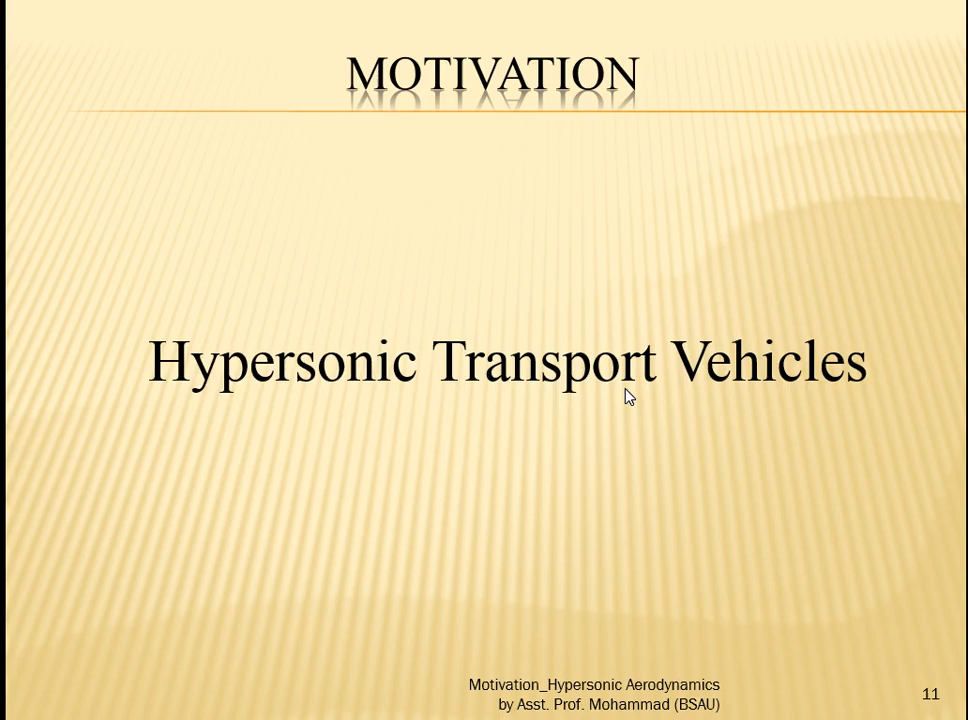 MOTIVATION
Hypersonic Transport Vehicles
Motivation_Hypersonic Aerodynamics
by Asst. Prof. Mohammad (BSAU)
11